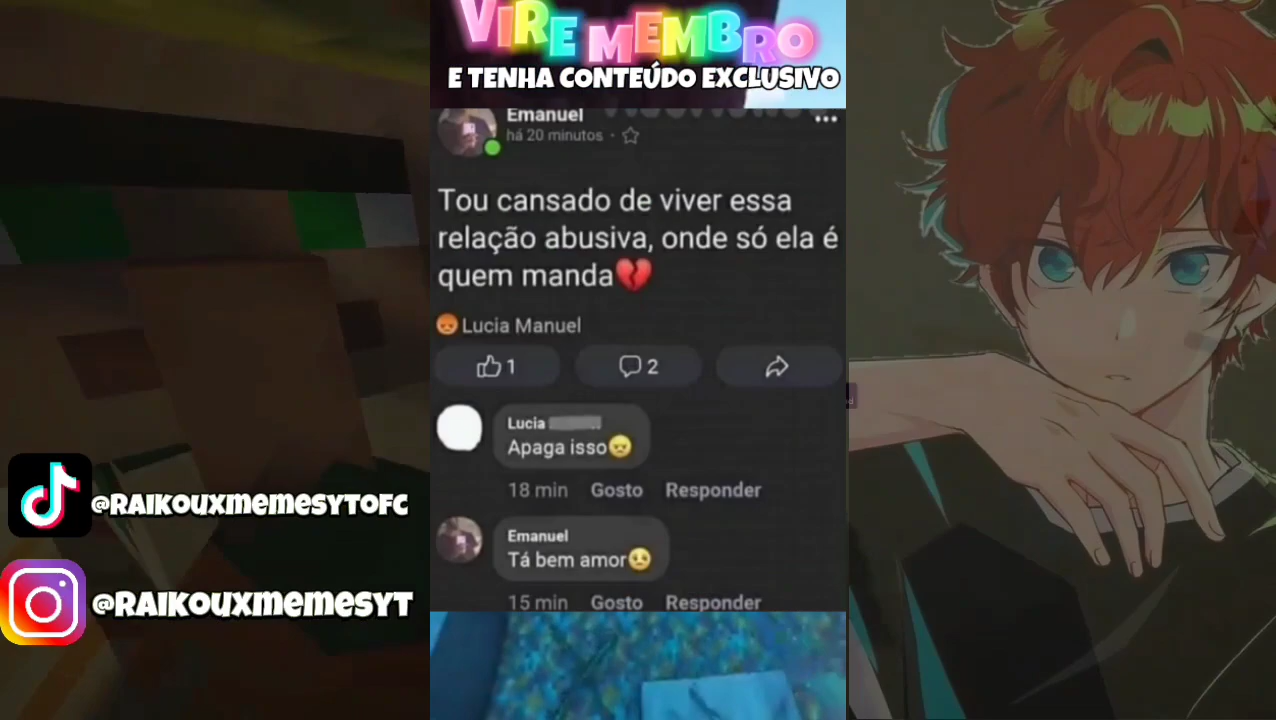 VIRE MEMBRO
E TENHA CONTEÚDO EXCLUSIVO
Emanuel
há 20 minutos ·
Tou cansado de viver essa
relação abusiva, onde só ela é
quem manda💔
😡 Lucia Manuel
1
2
Lucia
Apaga isso😠
18 min Gosto Responder
Emanuel
Tá bem amor😟
15 min Gosto Responder
@RAIKOUXMEMESYTOFC
@RAIKOUXMEMESYT